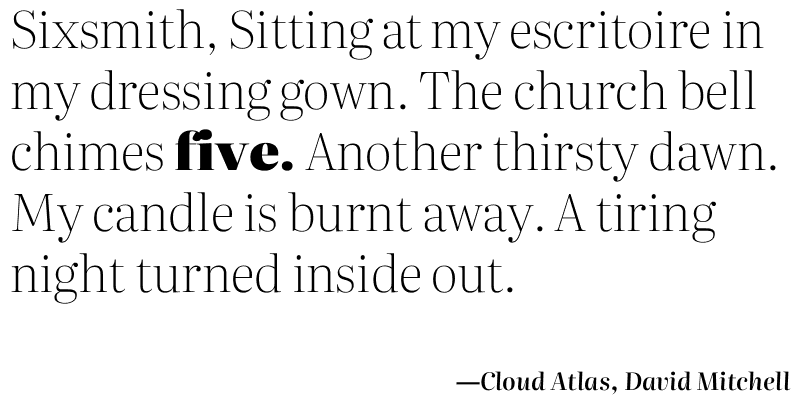 Sixsmith, Sitting at my escritoire in
my dressing gown. The church bell
chimes five. Another thirsty dawn.
My candle is burnt away. A tiring
night turned inside out.
—Cloud Atlas, David Mitchell